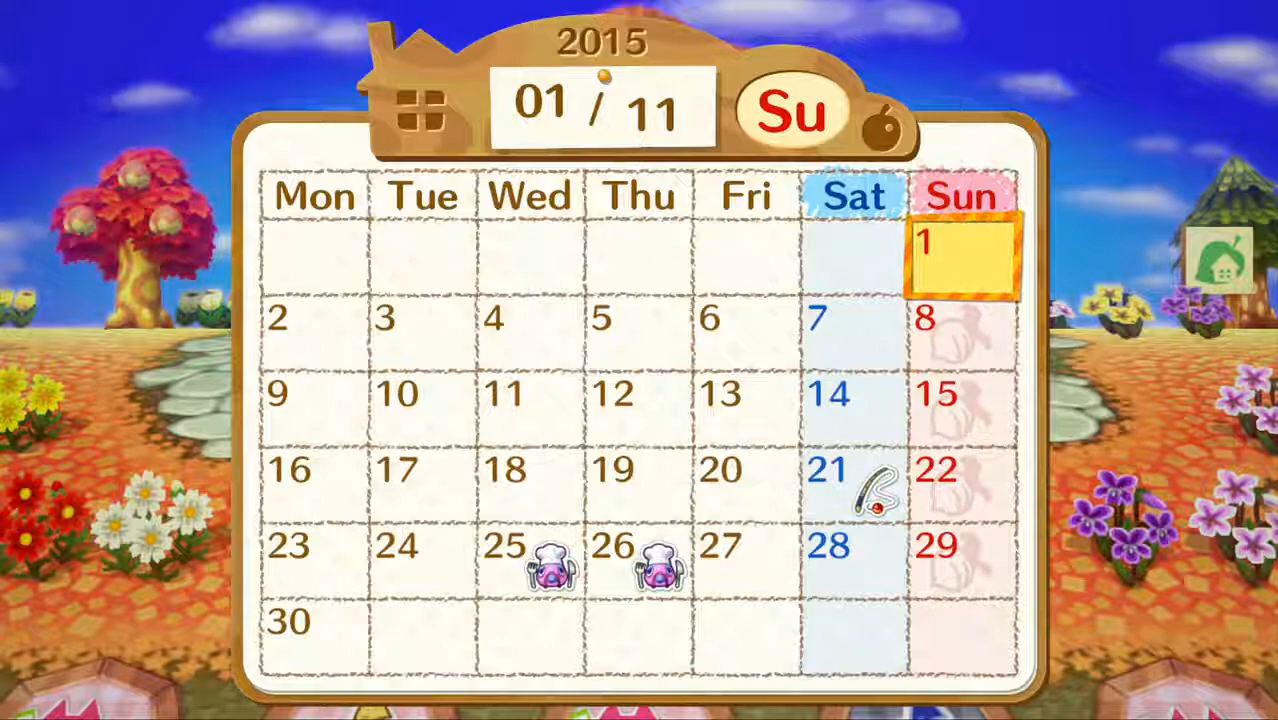 2015
01 / 11 Su
Mon Tue Wed Thu Fri Sat Sun
1
2 3 4 5 6 7 8
9 10 11 12 13 14 15
16 17 18 19 20 21 22
23 24 25 26 27 28 29
30